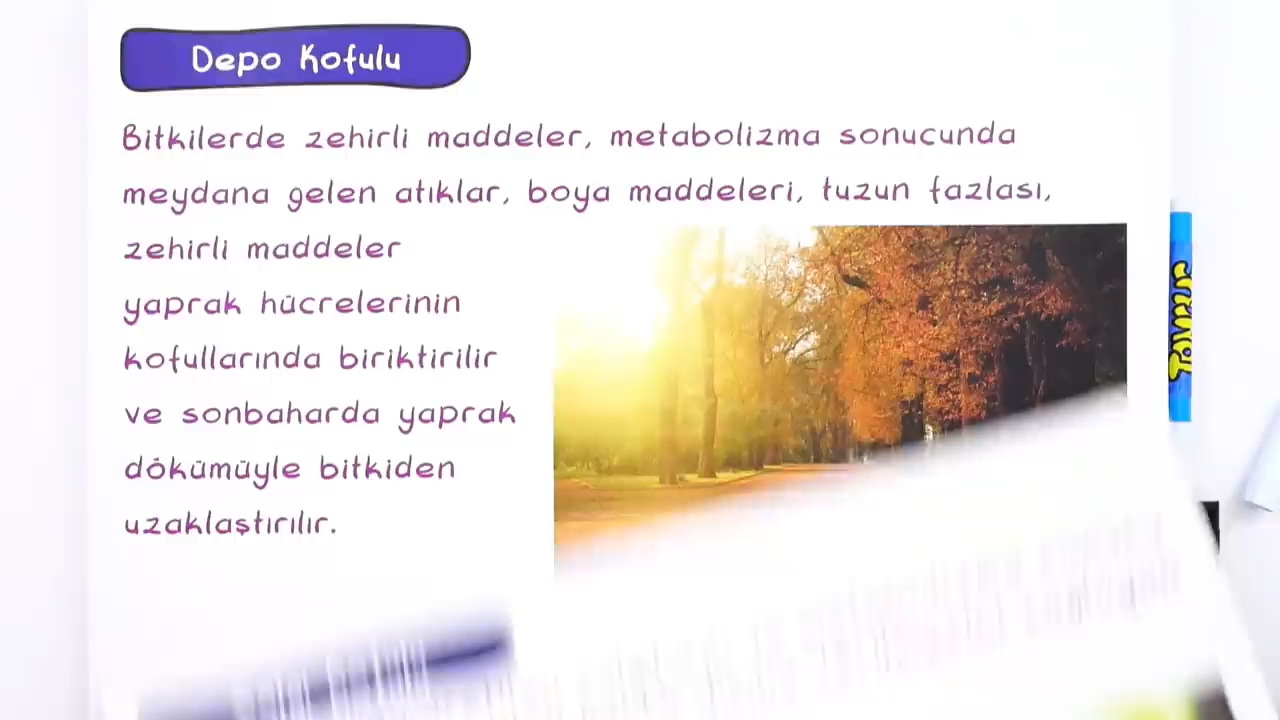 Depo Kofulu
Bitkilerde zehirli maddeler, metabolizma sonucunda
meydana gelen atıklar, boya maddeleri, tuzun fazlası,
zehirli maddeler
yaprak hücrelerinin
kofullarında biriktirilir
ve sonbaharda yaprak
dökümüyle bitkiden
uzaklaştırılır.